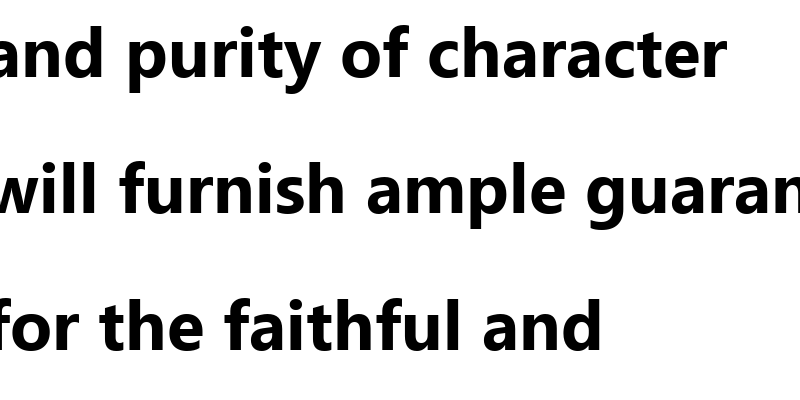 and purity of character
will furnish ample guaran
for the faithful and